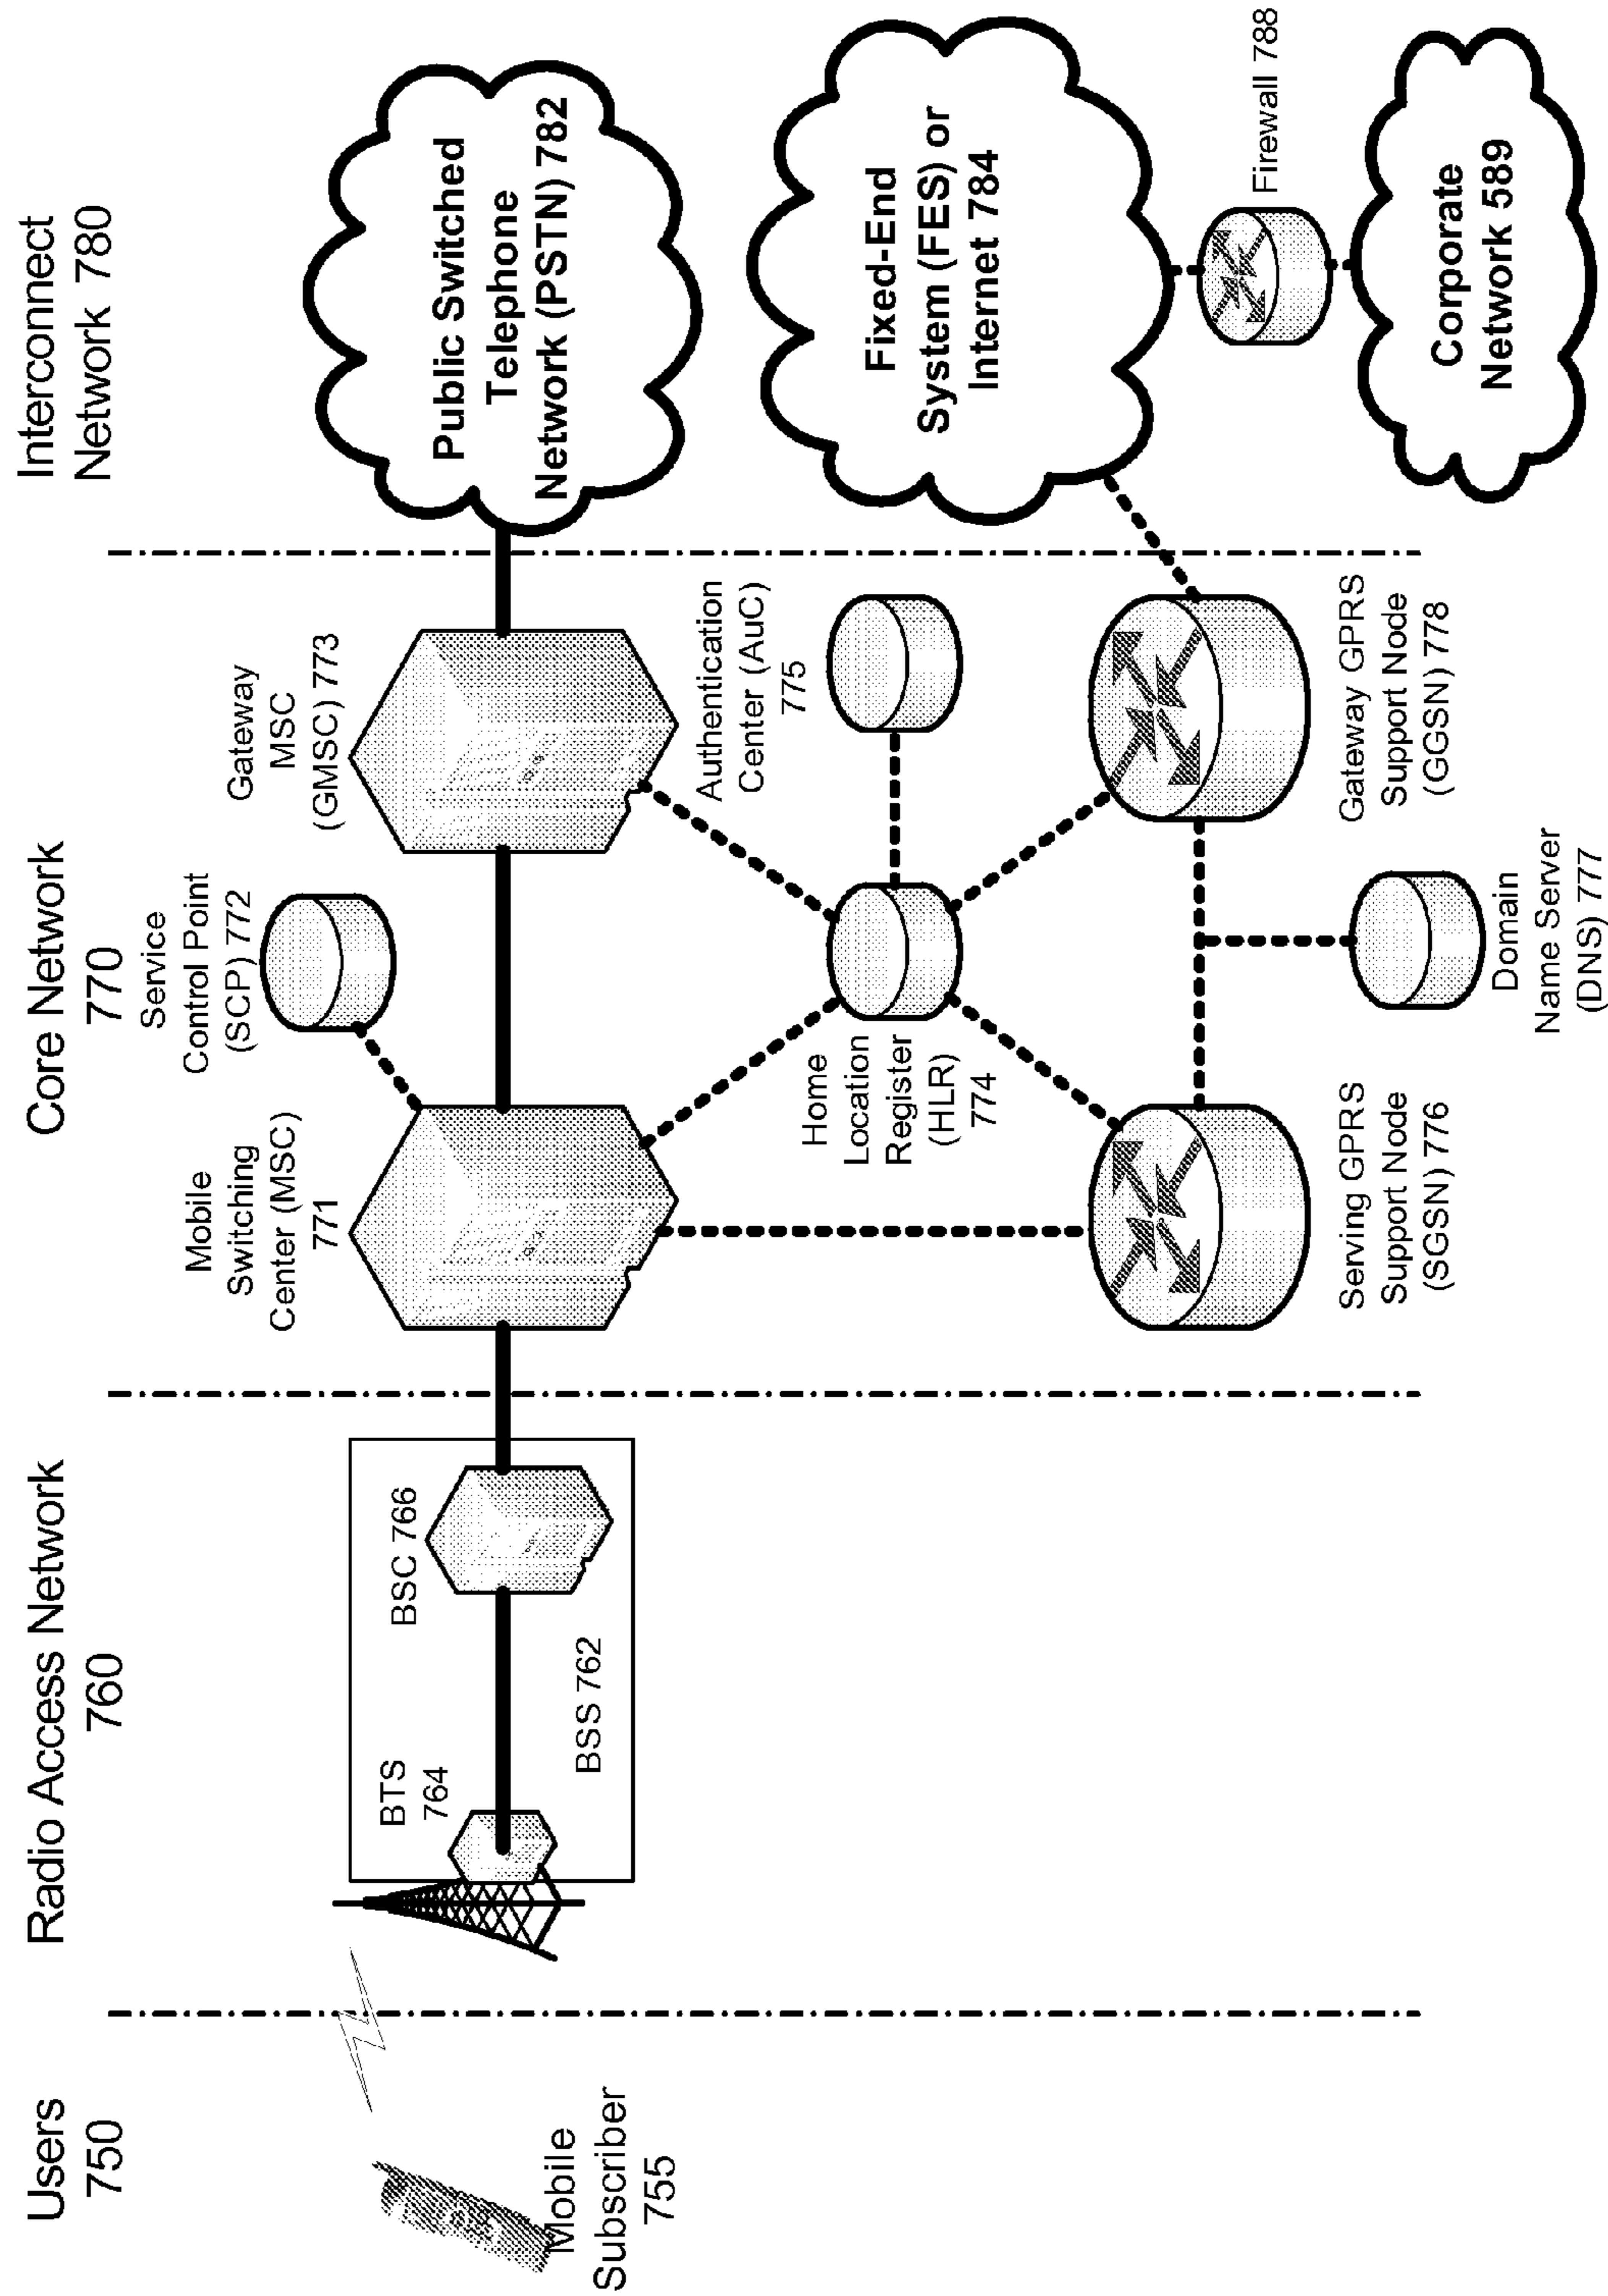 Users
750
Radio Access Network
760
Core Network
770
Interconnect
Network 780
Mobile
Subscriber
755
BTS
764
BSC 766
BSS 762
Mobile
Switching
Center (MSC)
771
Service
Control Point
(SCP) 772
Gateway
MSC
(GMSC) 773
Public Switched
Telephone
Network (PSTN) 782
Home
Location
Register
(HLR)
774
Authentication
Center (AuC)
775
Fixed-End
System (FES) or
Internet 784
Serving GPRS
Support Node
(SGSN) 776
Gateway GPRS
Support Node
(GGSN) 778
Firewall 788
Domain
Name Server
(DNS) 777
Corporate
Network 589